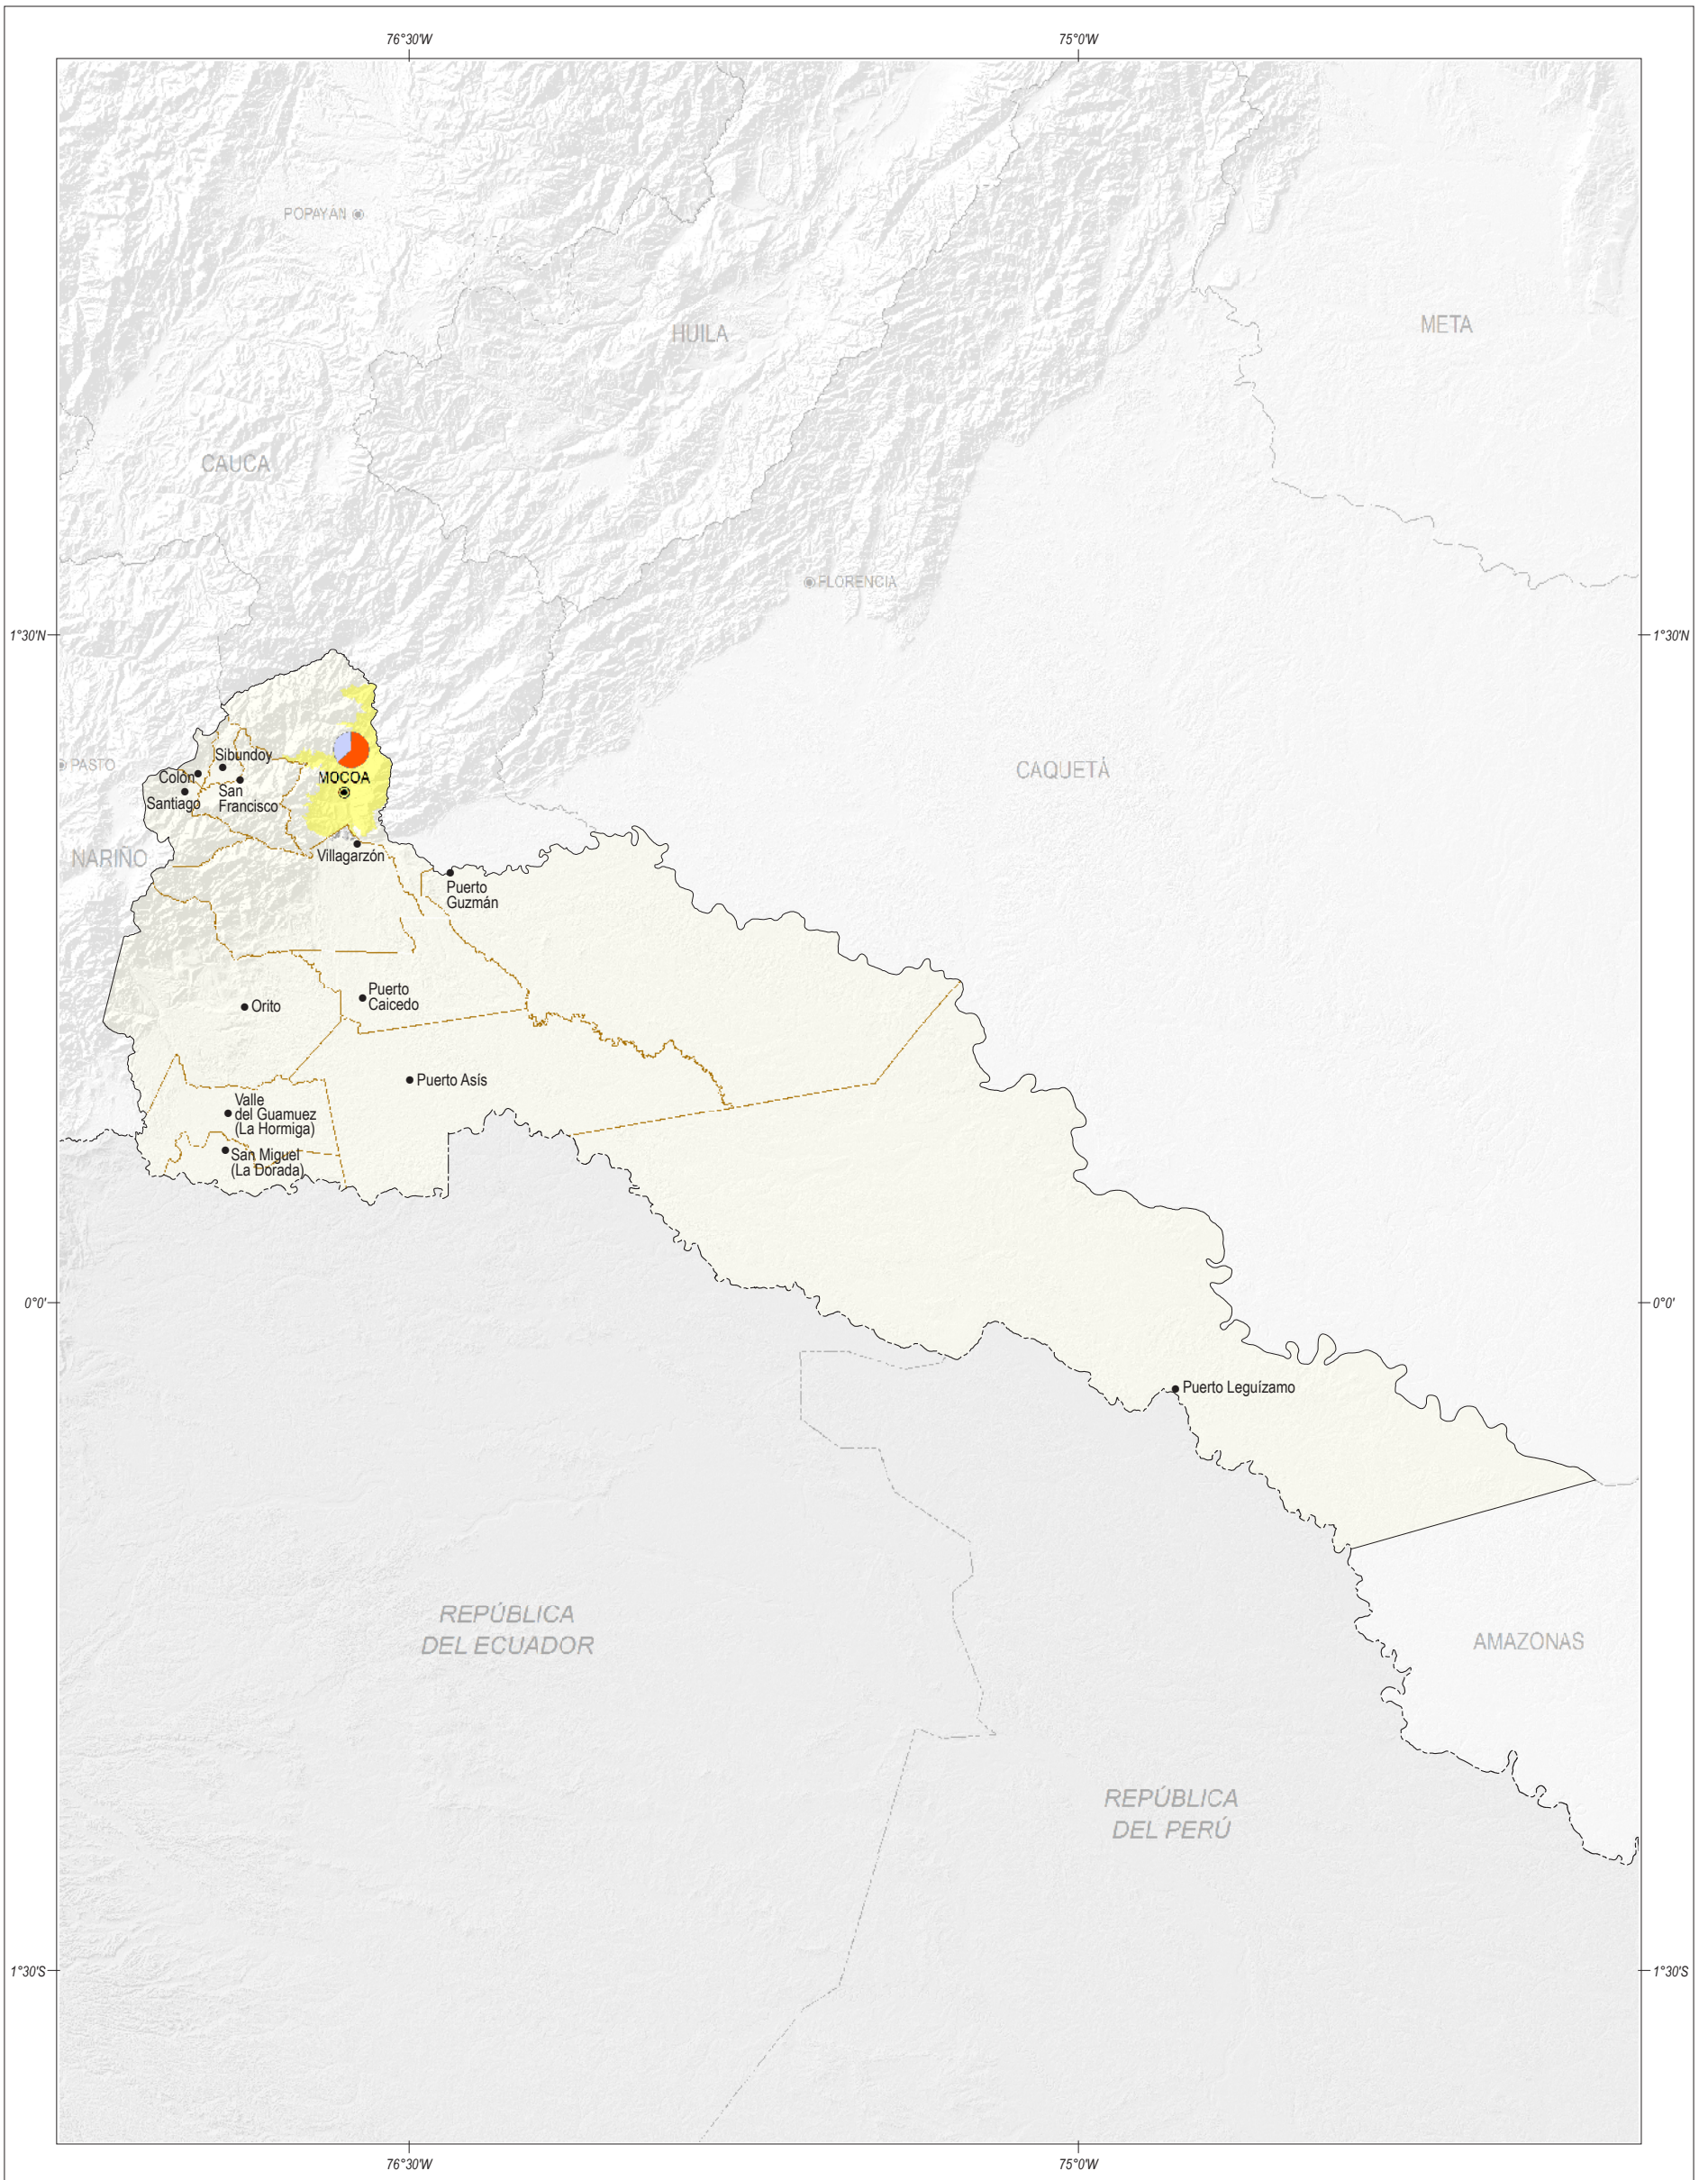 76°30'W
75°0'W
POPAYÁN
HUILA
META
CAUCA
FLORENCIA
1°30'N
1°30'N
Sibundoy
PASTO
MOCOA
CAQUETÁ
Colón
San
Francisco
Santiago
NARIÑO
Villagarzón
Puerto
Guzmán
Puerto
Caicedo
Orito
Puerto Asís
Valle
del Guamuez
(La Hormiga)
San Miguel
(La Dorada)
0°0'
0°0'
Puerto Leguízamo
REPÚBLICA
DEL ECUADOR
AMAZONAS
REPÚBLICA
DEL PERÚ
1°30'S
1°30'S
76°30'W
75°0'W